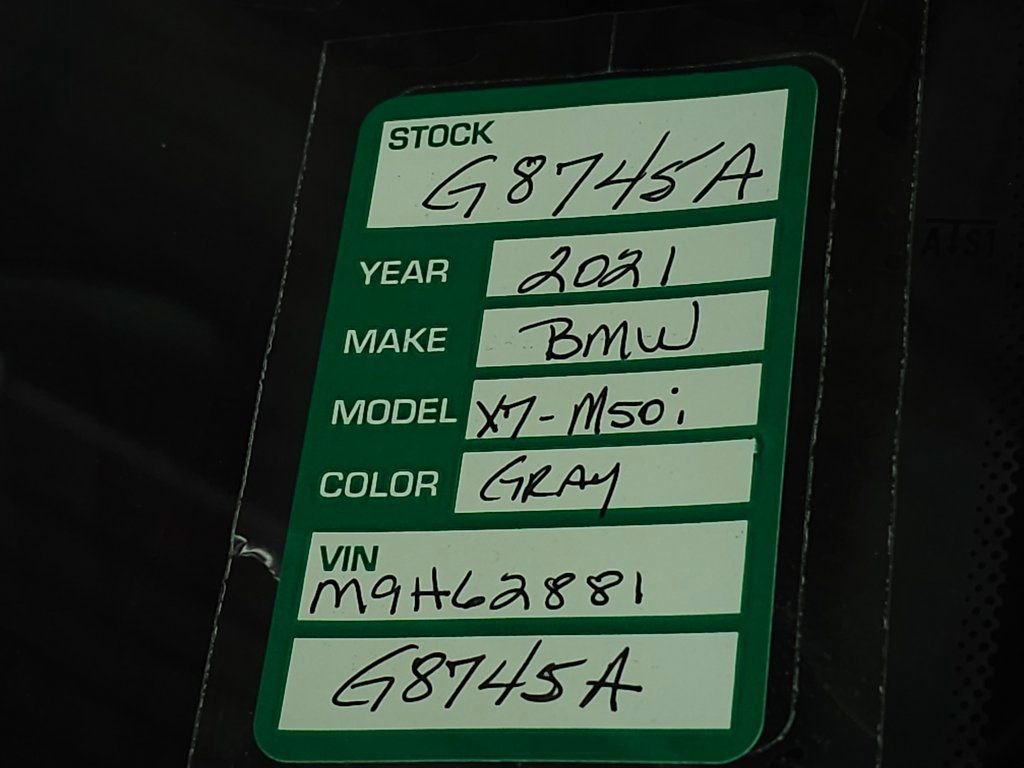 STOCK
G8745A
YEAR 2021
MAKE BMW
MODEL X7-M50i
COLOR GRAY
VIN
M9H62881
G8745A